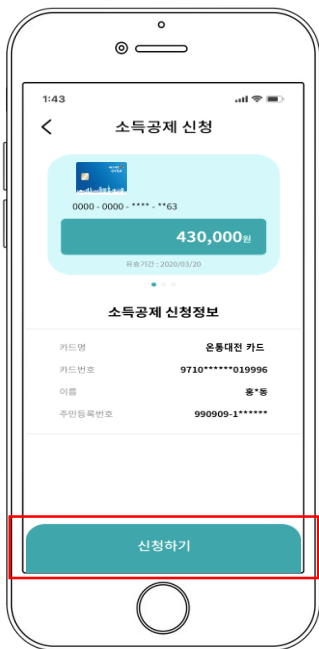 1:43
소득공제 신청
0000 - 0000 - **** - **63
430,000원
유효기간 : 2020/03/20
소득공제 신청정보
카드명 온통대전 카드
카드번호 9710******019996
이름 홍*동
주민등록번호 990909-1******
신청하기